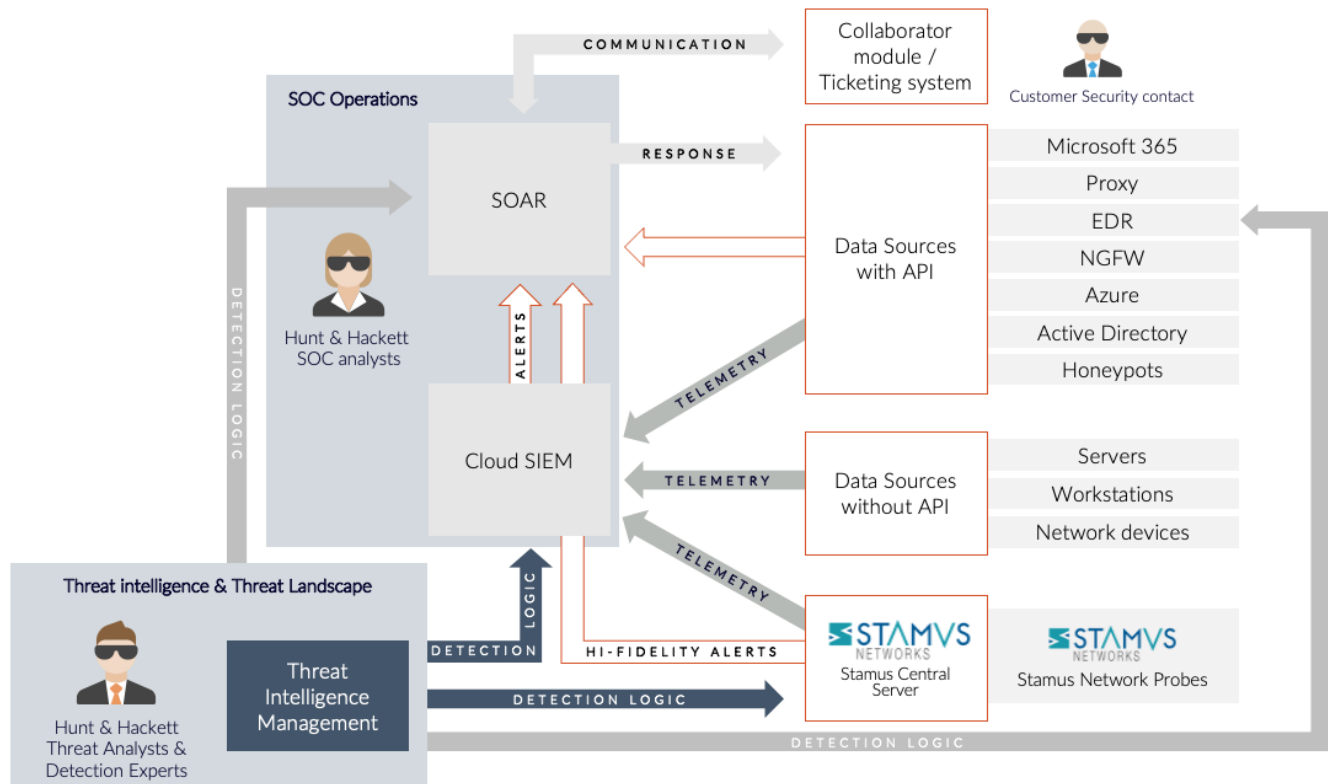 COMMUNICATION
Collaborator
module /
Ticketing system
Customer Security contact
SOC Operations
SOAR
RESPONSE
Data Sources
with API
Microsoft 365
Proxy
EDR
NGFW
Azure
Active Directory
Honeypots
Hunt & Hackett
SOC analysts
DETECTION LOGIC
ALERTS
TELEMETRY
Cloud SIEM
TELEMETRY
Data Sources
without API
Servers
Workstations
Network devices
TELEMETRY
Threat intelligence & Threat Landscape
Threat
Intelligence
Management
Hunt & Hackett
Threat Analysts &
Detection Experts
DETECTION LOGIC
HI-FIDELITY ALERTS
DETECTION LOGIC
STAMVS
NETWORKS
Stamus Central
Server
STAMVS
NETWORKS
Stamus Network Probes
DETECTION LOGIC